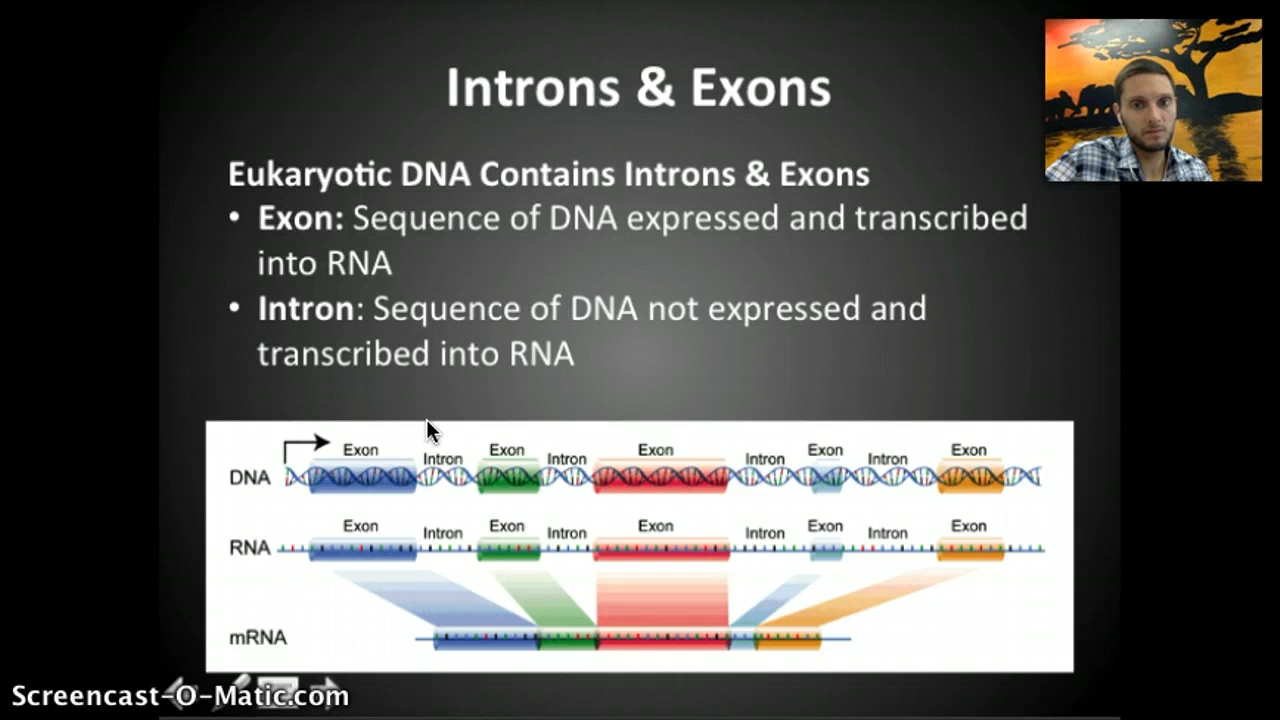 Introns & Exons
Eukaryotic DNA Contains Introns & Exons
• Exon: Sequence of DNA expressed and transcribed
into RNA
• Intron: Sequence of DNA not expressed and
transcribed into RNA
Exon Intron Exon Intron Exon Intron Exon Intron Exon
DNA
Exon Intron Exon Intron Exon Intron Exon Intron Exon
RNA
mRNA
Screencast-O-Matic.com